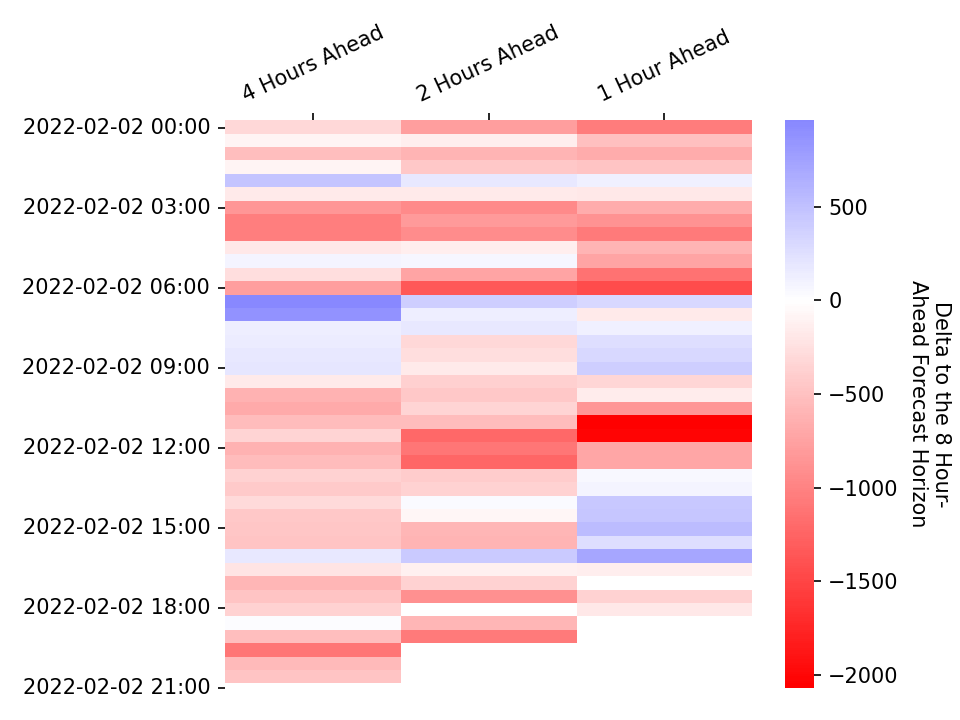 4 Hours Ahead
2 Hours Ahead
1 Hour Ahead
2022-02-02 00:00
2022-02-02 03:00
2022-02-02 06:00
2022-02-02 09:00
2022-02-02 12:00
2022-02-02 15:00
2022-02-02 18:00
2022-02-02 21:00
500
0
−500
−1000
−1500
−2000
Delta to the 8 Hour-
Ahead Forecast Horizon